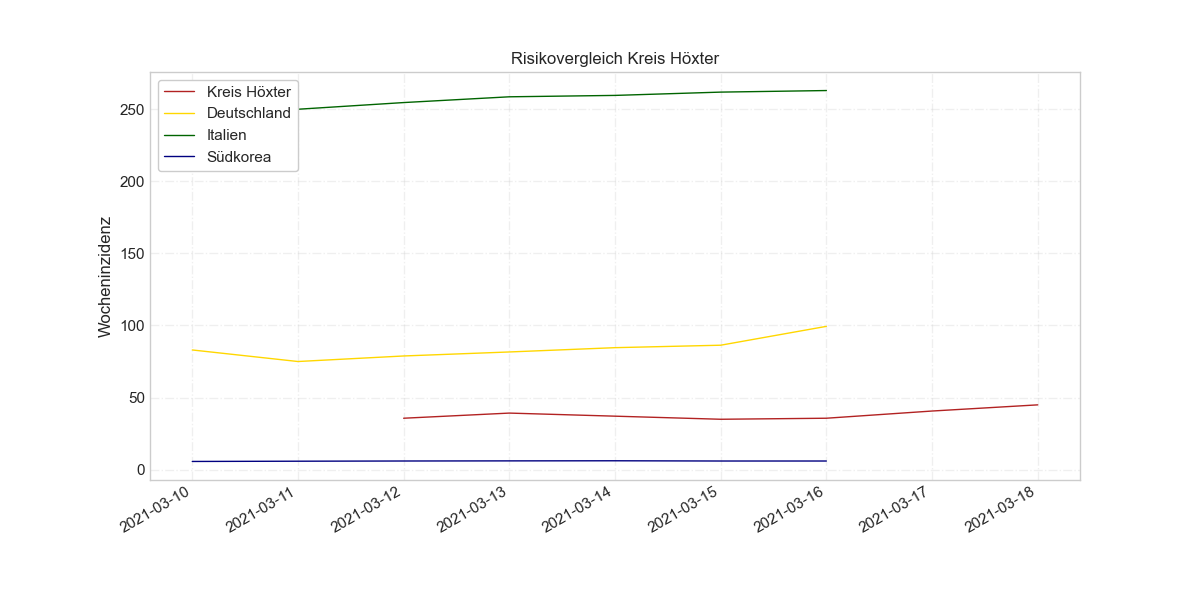 Risikovergleich Kreis Höxter
Kreis Höxter
Deutschland
Italien
Südkorea
Wocheninzidenz
250
200
150
100
50
0
2021-03-10
2021-03-11
2021-03-12
2021-03-13
2021-03-14
2021-03-15
2021-03-16
2021-03-17
2021-03-18